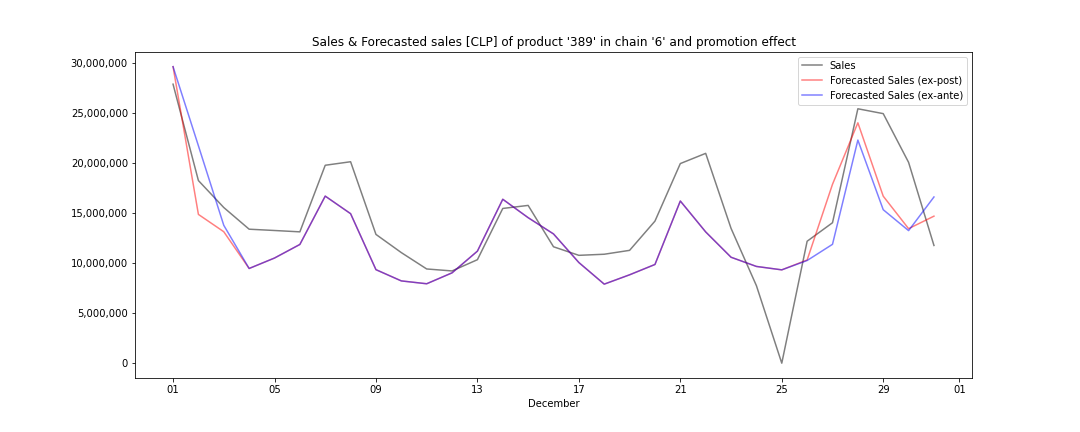 Sales & Forecasted sales [CLP] of product '389' in chain '6' and promotion effect
30,000,000
25,000,000
20,000,000
15,000,000
10,000,000
5,000,000
0
Sales
Forecasted Sales (ex-post)
Forecasted Sales (ex-ante)
01 05 09 13 17 21 25 29 01
December